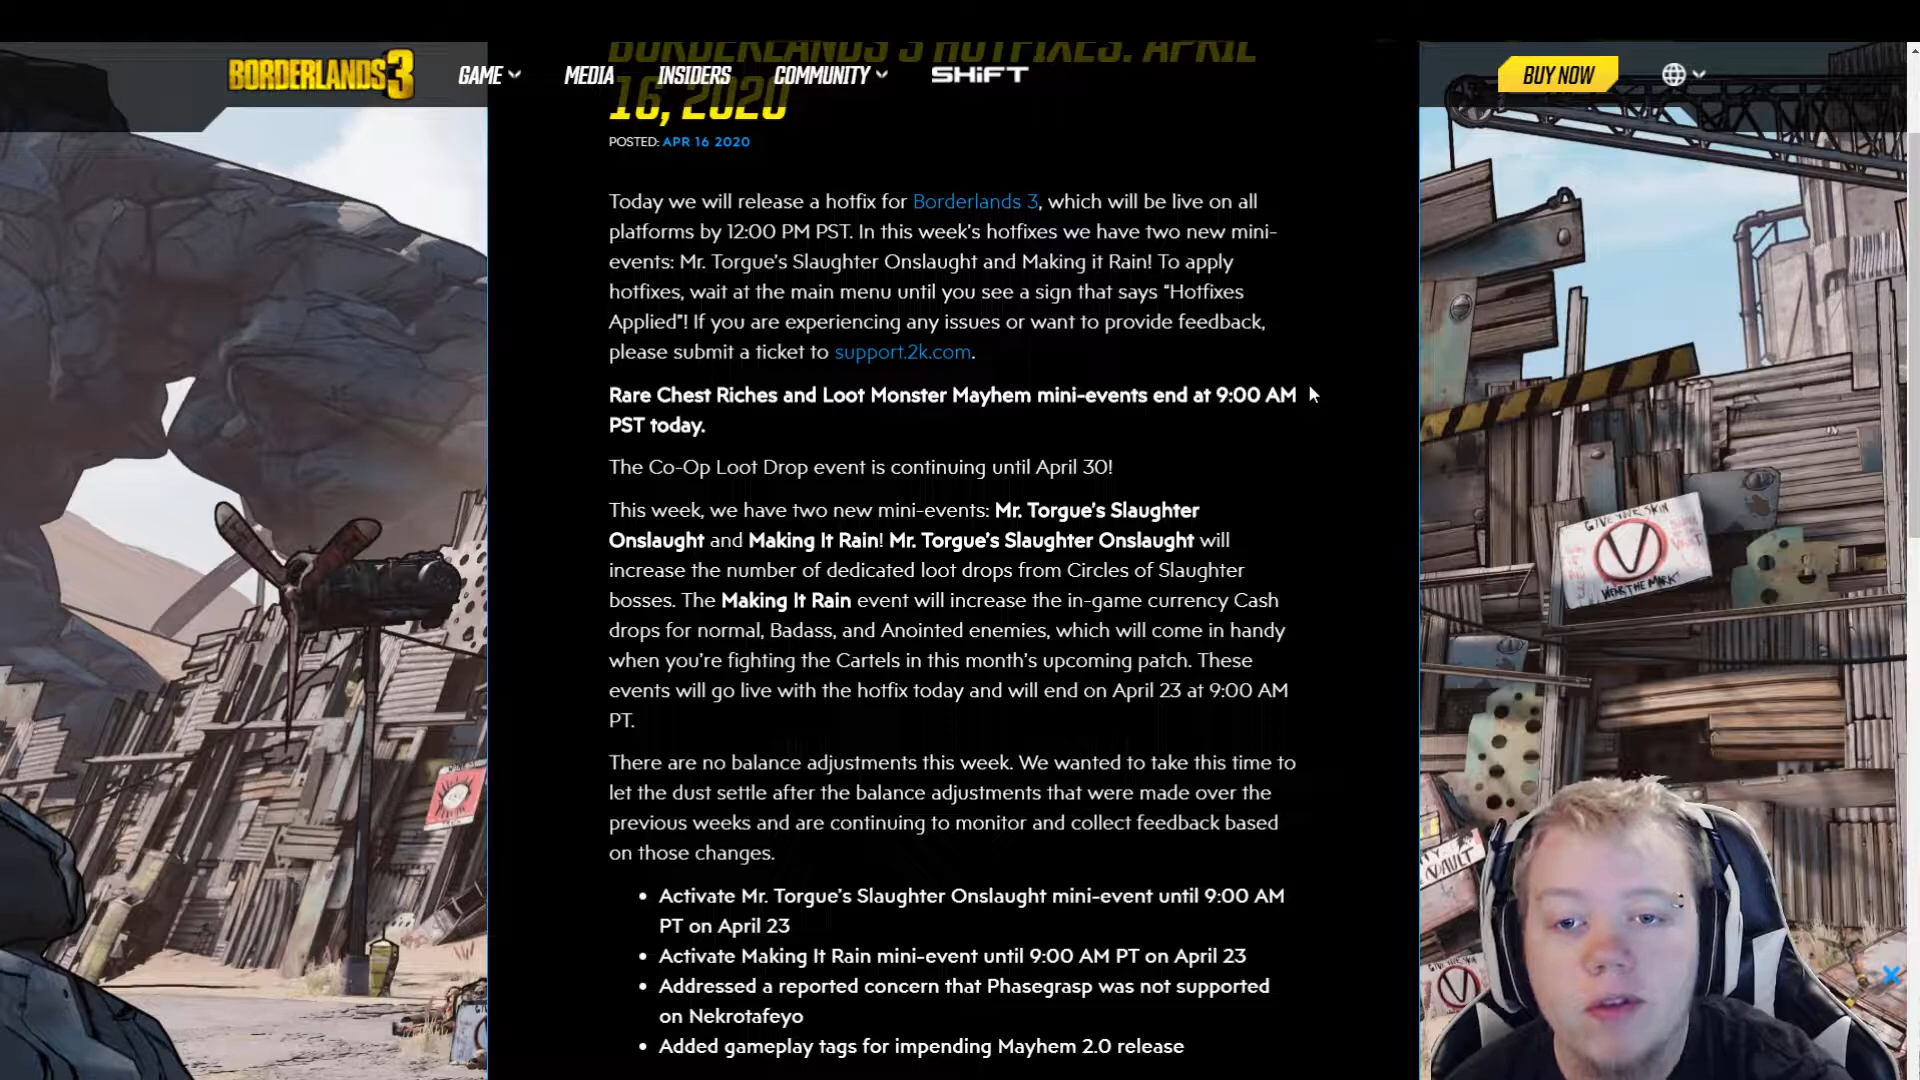 BORDERLANDS 3 HOTFIXES: APRIL
BORDERLANDS 3 GAME MEDIA INSIDERS COMMUNITY SHiFT BUY NOW
16, 2020
POSTED: APR 16 2020
Today we will release a hotfix for Borderlands 3, which will be live on all
platforms by 12:00 PM PST. In this week's hotfixes we have two new mini-
events: Mr. Torgue's Slaughter Onslaught and Making it Rain! To apply
hotfixes, wait at the main menu until you see a sign that says “Hotfixes
Applied”! If you are experiencing any issues or want to provide feedback,
please submit a ticket to support.2k.com.
Rare Chest Riches and Loot Monster Mayhem mini-events end at 9:00 AM
PST today.
The Co-Op Loot Drop event is continuing until April 30!
This week, we have two new mini-events: Mr. Torgue's Slaughter
Onslaught and Making It Rain! Mr. Torgue's Slaughter Onslaught will
increase the number of dedicated loot drops from Circles of Slaughter
bosses. The Making It Rain event will increase the in-game currency Cash
drops for normal, Badass, and Anointed enemies, which will come in handy
when you're fighting the Cartels in this month's upcoming patch. These
events will go live with the hotfix today and will end on April 23 at 9:00 AM
PT.
There are no balance adjustments this week. We wanted to take this time to
let the dust settle after the balance adjustments that were made over the
previous weeks and are continuing to monitor and collect feedback based
on those changes.
• Activate Mr. Torgue's Slaughter Onslaught mini-event until 9:00 AM
PT on April 23
• Activate Making It Rain mini-event until 9:00 AM PT on April 23
• Addressed a reported concern that Phasegrasp was not supported
on Nekrotafeyo
• Added gameplay tags for impending Mayhem 2.0 release
GIVE YOUR SKIN
WEAR THE MARK
VAULT